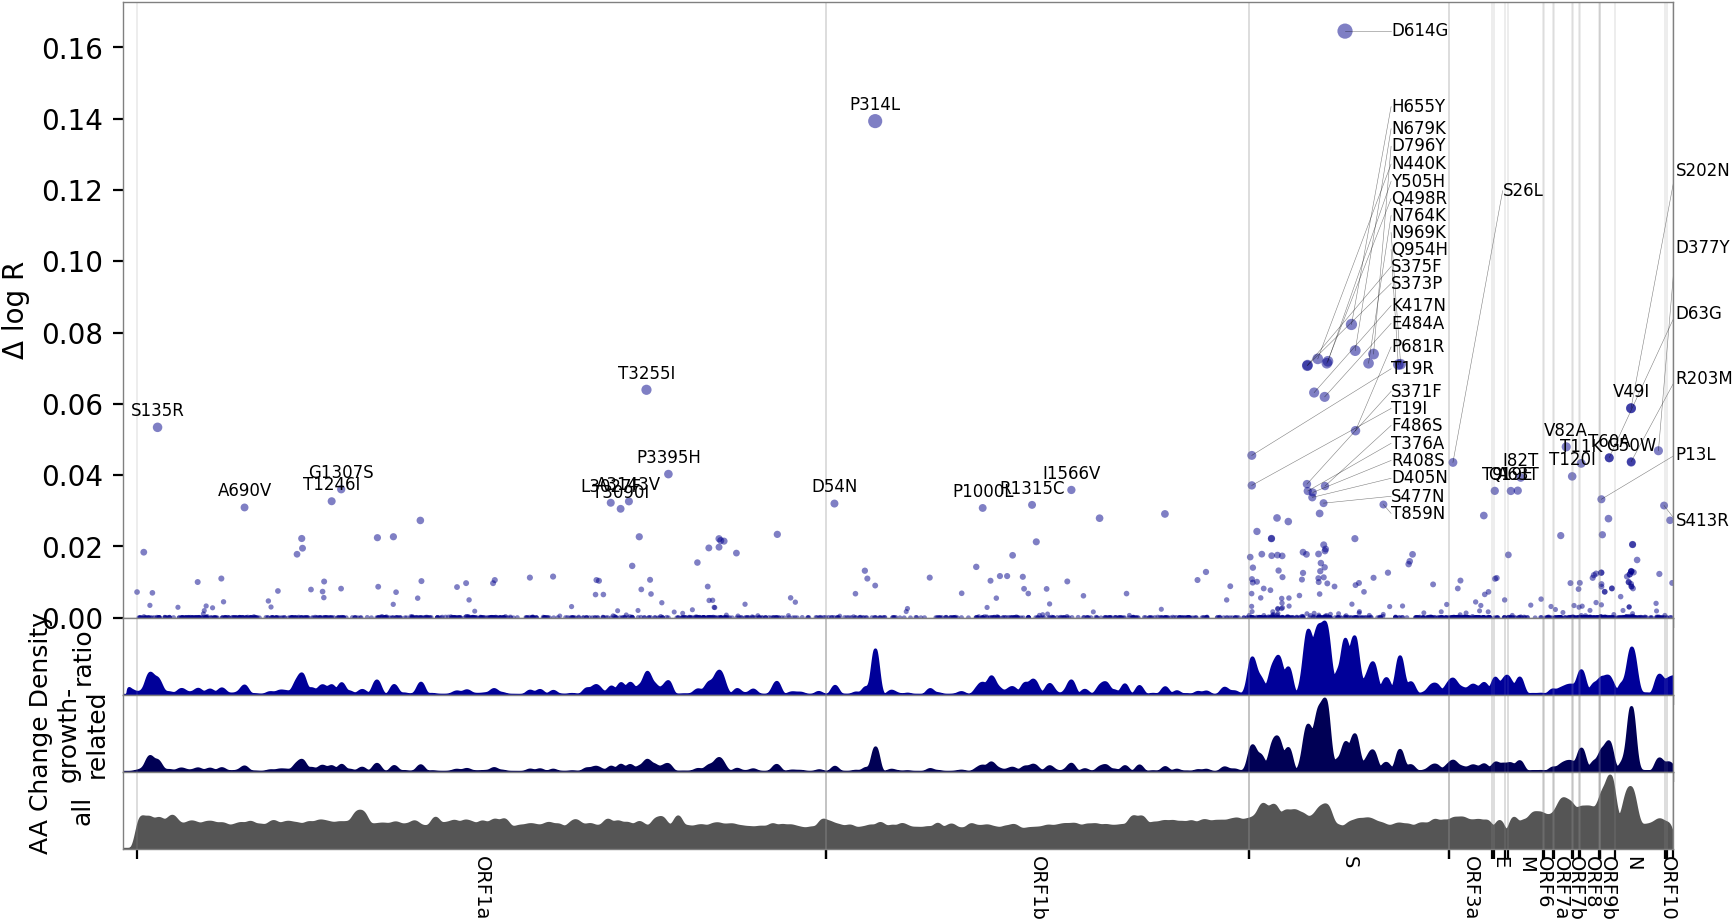 0.16
0.14
0.12
0.10
0.08
0.06
0.04
0.02
0.00
Δ log R
D614G
P314L
H655Y
N679K
D796Y
N440K
Y505H
Q498R
N764K
N969K
Q954H
S375F
S373P
K417N
E484A
P681R
T19R
S371F
T19I
F486S
T376A
R408S
D405N
S477N
T859N
S26L
S202N
D377Y
D63G
R203M
P13L
S413R
S135R
T3255I
V49I
V82A
T60A
T11K
G50W
T120I
I82T
P3395H
G1307S
T1246I
A690V
A3143V
T3090I
D54N
I1566V
P1000L
R1315C
AA Change Density
ratio
growth-
related
all
ORF1a
ORF1b
S
ORF3a
E
M
ORF6
ORF7a
ORF7b
ORF8
ORF9b
N
ORF10